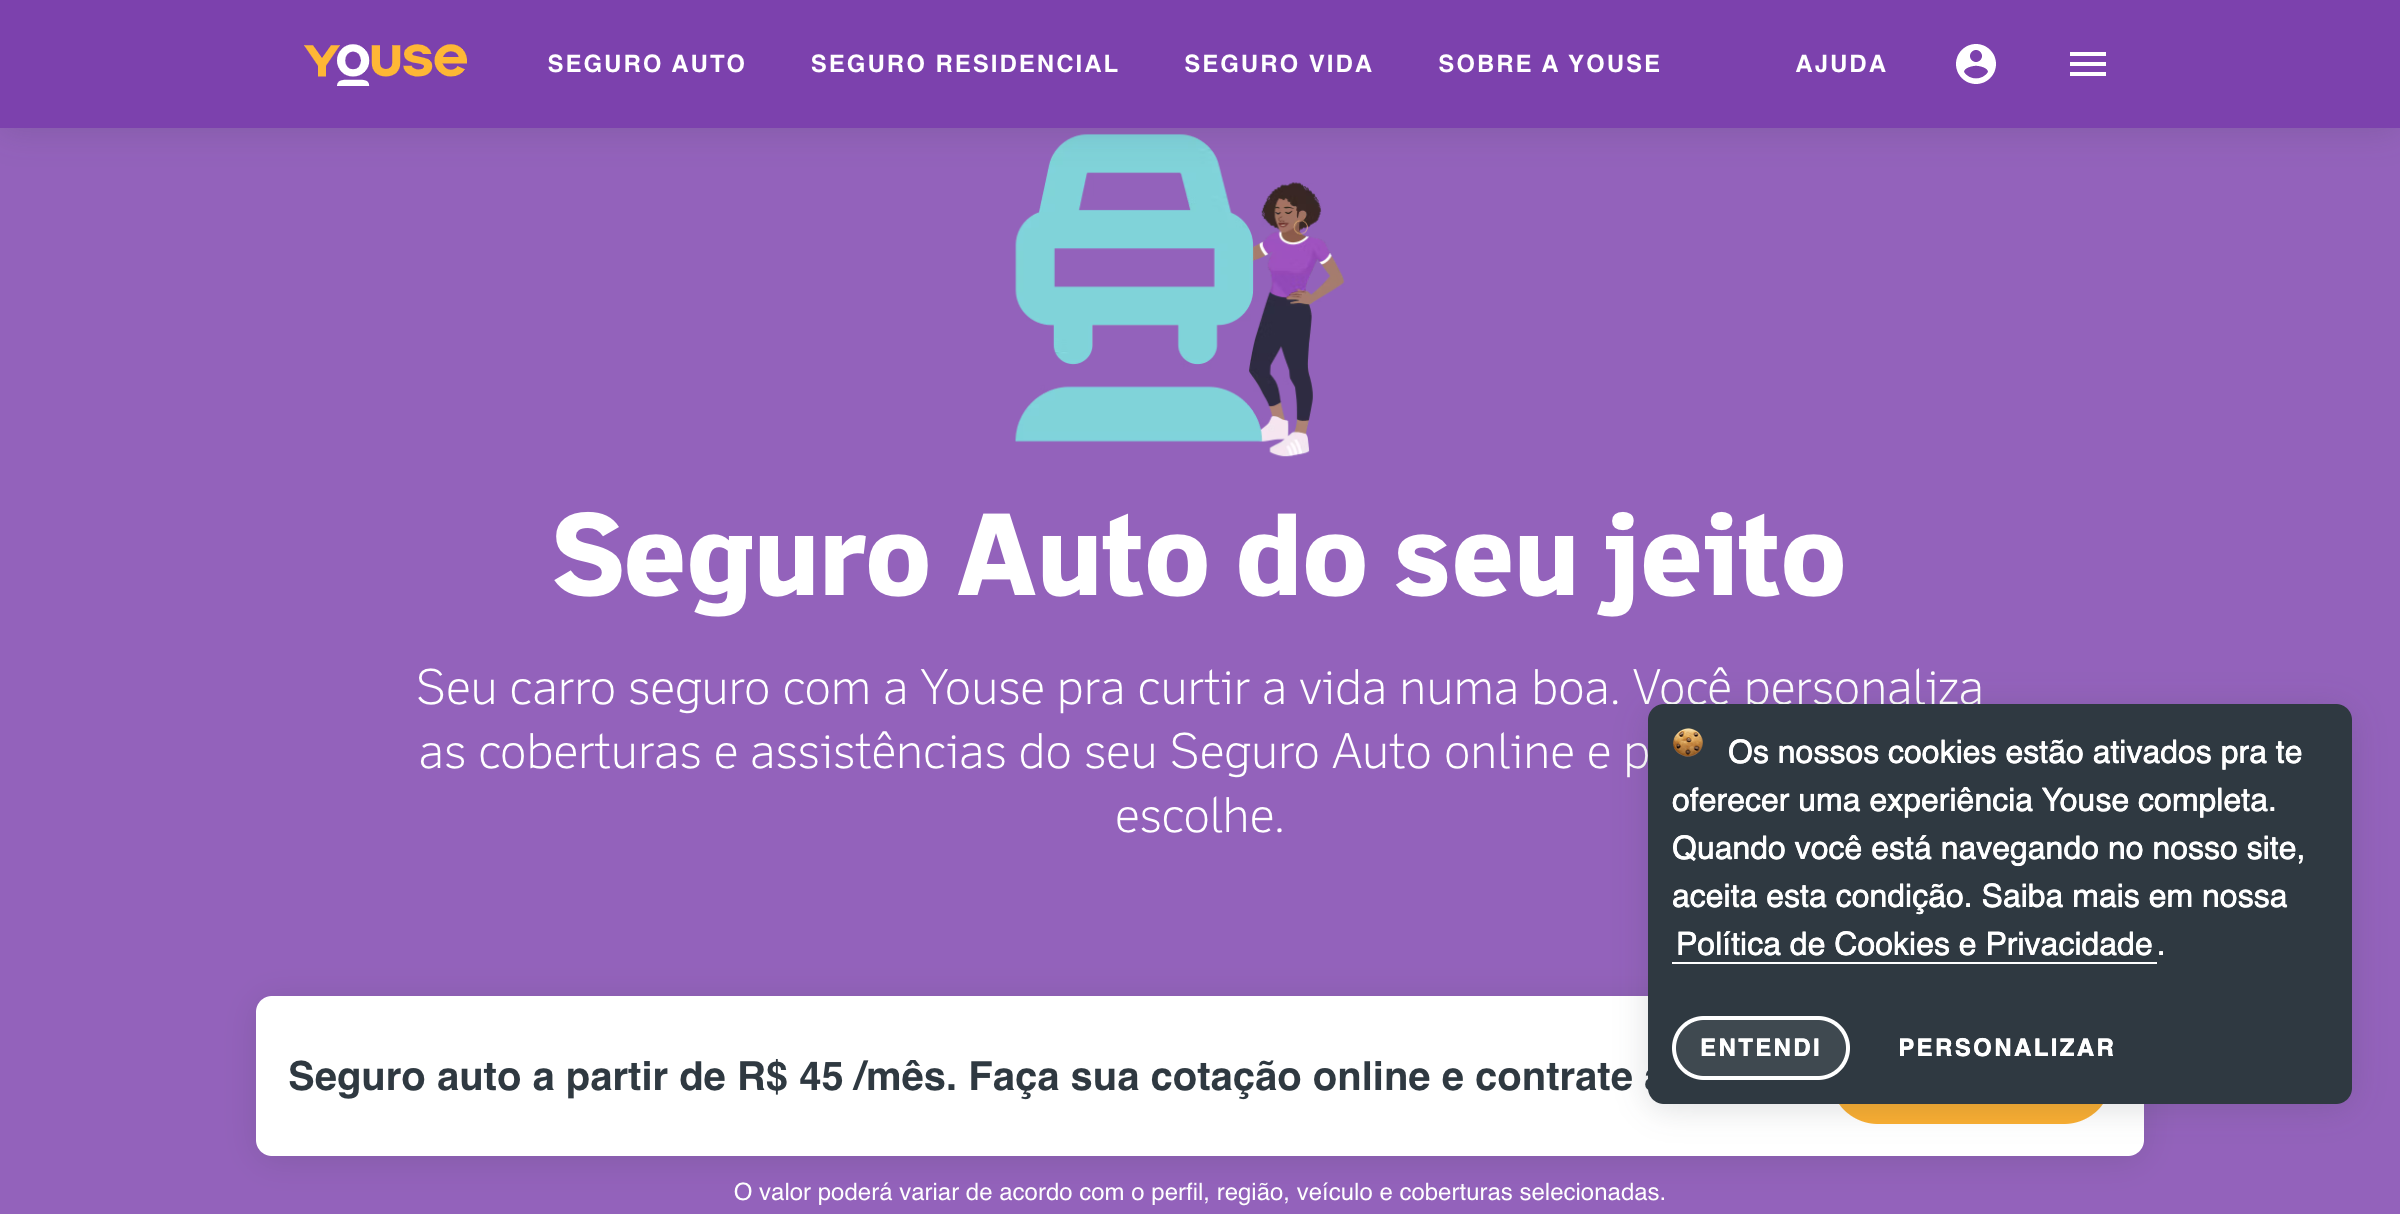 Youse
SEGURO AUTO
SEGURO RESIDENCIAL
SEGURO VIDA
SOBRE A YOUSE
AJUDA
Seguro Auto do seu jeito
Seu carro seguro com a Youse pra curtir a vida numa boa. Você personaliza
as coberturas e assistências do seu Seguro Auto online e
escolhe.
Os nossos cookies estão ativados pra te
oferecer uma experiência Youse completa.
Quando você está navegando no nosso site,
aceita esta condição. Saiba mais em nossa
Política de Cookies e Privacidade.
ENTENDI
PERSONALIZAR
Seguro auto a partir de R$ 45 /mês. Faça sua cotação online e contrate
O valor poderá variar de acordo com o perfil, região, veículo e coberturas selecionadas.